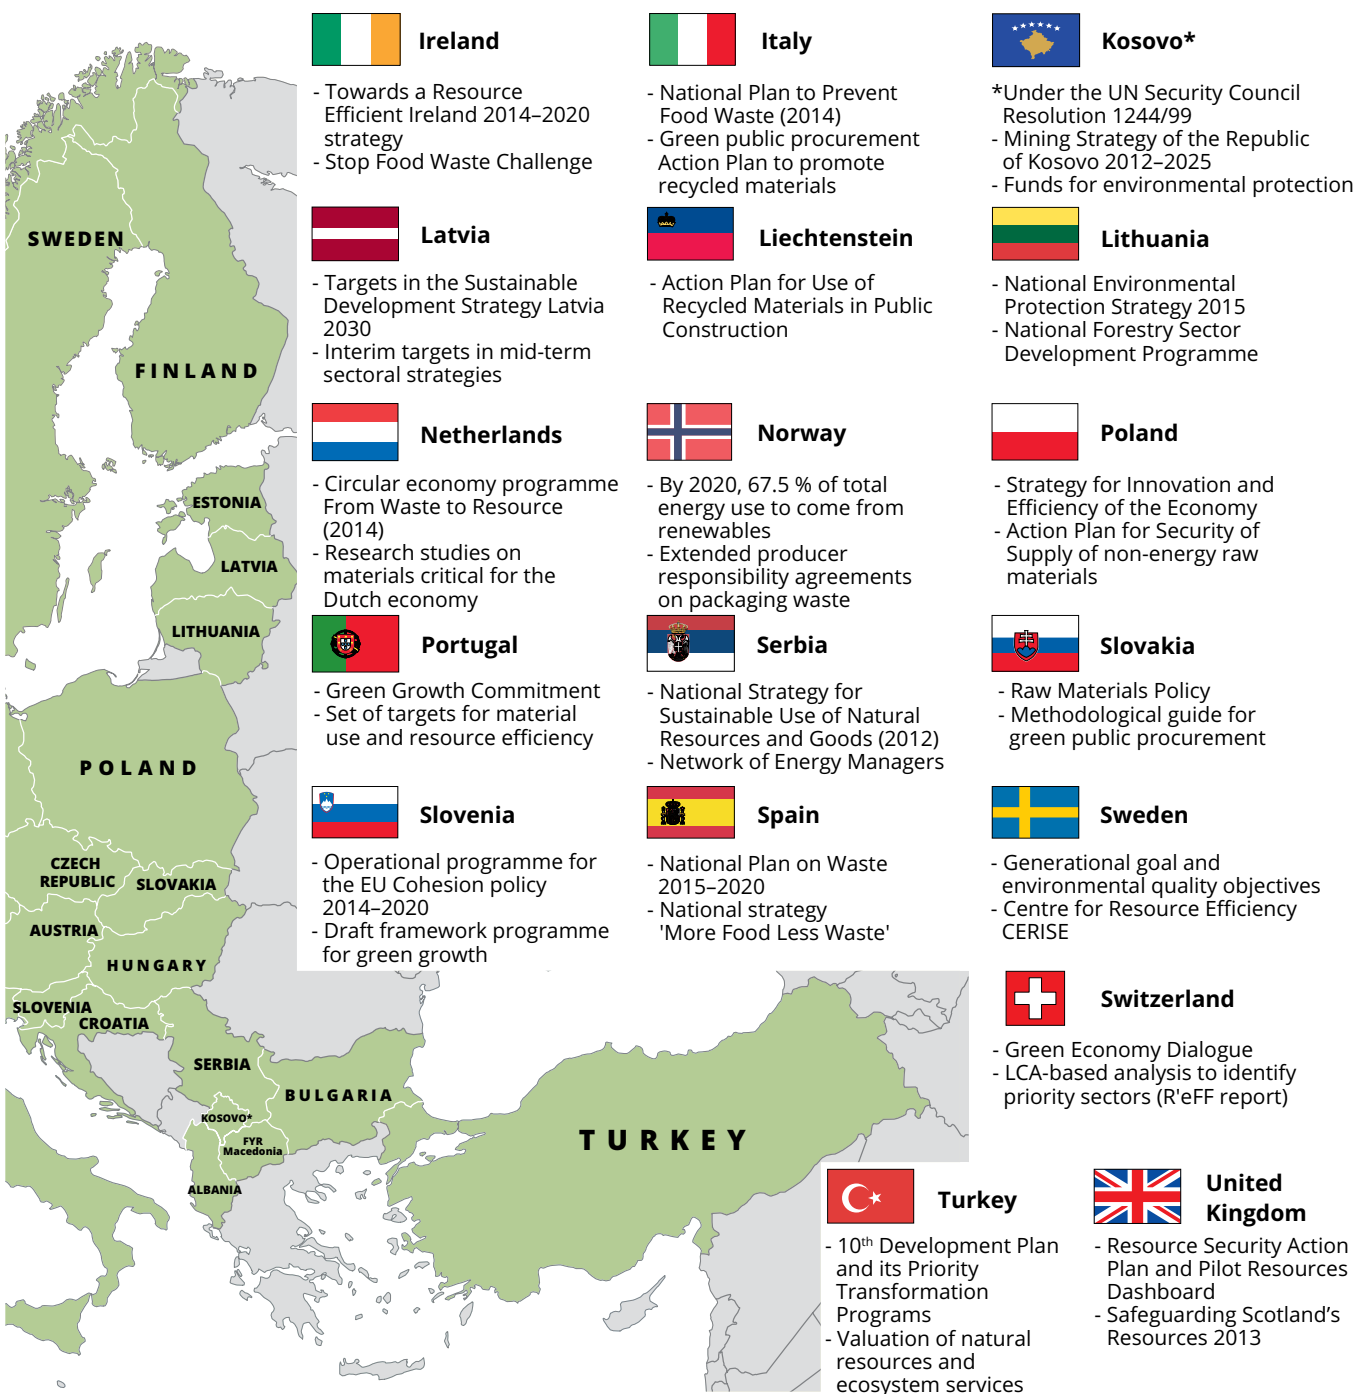 Ireland
- Towards a Resource
Efficient Ireland 2014–2020
strategy
- Stop Food Waste Challenge
Italy
- National Plan to Prevent
Food Waste (2014)
- Green public procurement
Action Plan to promote
recycled materials
Kosovo*
*Under the UN Security Council
Resolution 1244/99
- Mining Strategy of the Republic
of Kosovo 2012–2025
- Funds for environmental protection
Latvia
- Targets in the Sustainable
Development Strategy Latvia
2030
- Interim targets in mid-term
sectoral strategies
Liechtenstein
- Action Plan for Use of
Recycled Materials in Public
Construction
Lithuania
- National Environmental
Protection Strategy 2015
- National Forestry Sector
Development Programme
Netherlands
- Circular economy programme
From Waste to Resource
(2014)
- Research studies on
materials critical for the
Dutch economy
Norway
- By 2020, 67.5 % of total
energy use to come from
renewables
- Extended producer
responsibility agreements
on packaging waste
Poland
- Strategy for Innovation and
Efficiency of the Economy
- Action Plan for Security of
Supply of non-energy raw
materials
Portugal
- Green Growth Commitment
- Set of targets for material
use and resource efficiency
Serbia
- National Strategy for
Sustainable Use of Natural
Resources and Goods (2012)
- Network of Energy Managers
Slovakia
- Raw Materials Policy
- Methodological guide for
green public procurement
Slovenia
- Operational programme for
the EU Cohesion policy
2014–2020
- Draft framework programme
for green growth
Spain
- National Plan on Waste
2015–2020
- National strategy
'More Food Less Waste'
Sweden
- Generational goal and
environmental quality objectives
- Centre for Resource Efficiency
CERISE
Switzerland
- Green Economy Dialogue
- LCA-based analysis to identify
priority sectors (R'eFF report)
Turkey
- 10th Development Plan
and its Priority
Transformation
Programs
- Valuation of natural
resources and
ecosystem services
United
Kingdom
- Resource Security Action
Plan and Pilot Resources
Dashboard
- Safeguarding Scotland’s
Resources 2013
SWEDEN
FINLAND
ESTONIA
LATVIA
LITHUANIA
POLAND
CZECH
REPUBLIC
SLOVAKIA
AUSTRIA
HUNGARY
SLOVENIA
CROATIA
SERBIA
BULGARIA
KOSOVO*
FYR
Macedonia
ALBANIA
TURKEY